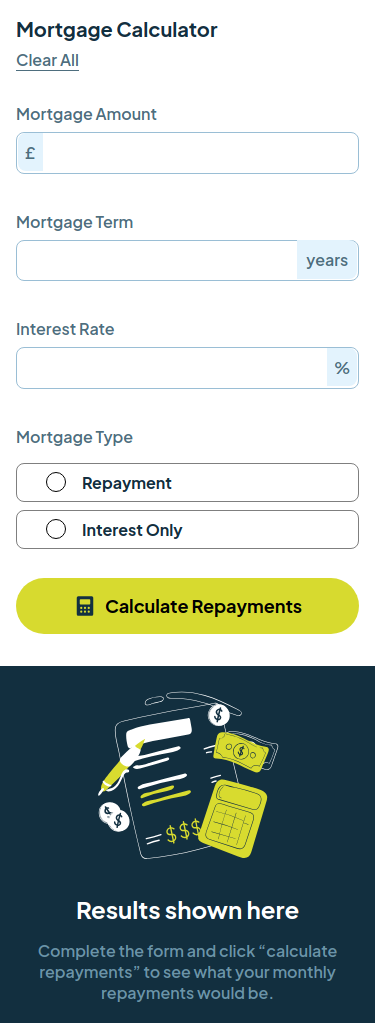 Mortgage Calculator
Clear All
Mortgage Amount
£
Mortgage Term
years
Interest Rate
%
Mortgage Type
Repayment
Interest Only
Calculate Repayments
$
$
$
$
$$$
Results shown here
Complete the form and click “calculate
repayments” to see what your monthly
repayments would be.